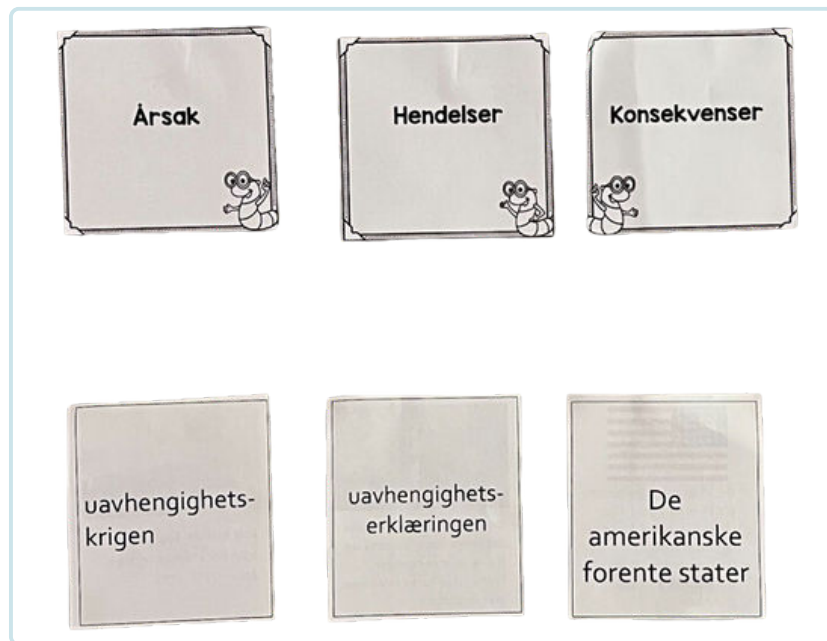 Årsak
Hendelser
Konsekvenser
uavhengighets-
krigen
uavhengighets-
erklæringen
De
amerikanske
forente stater